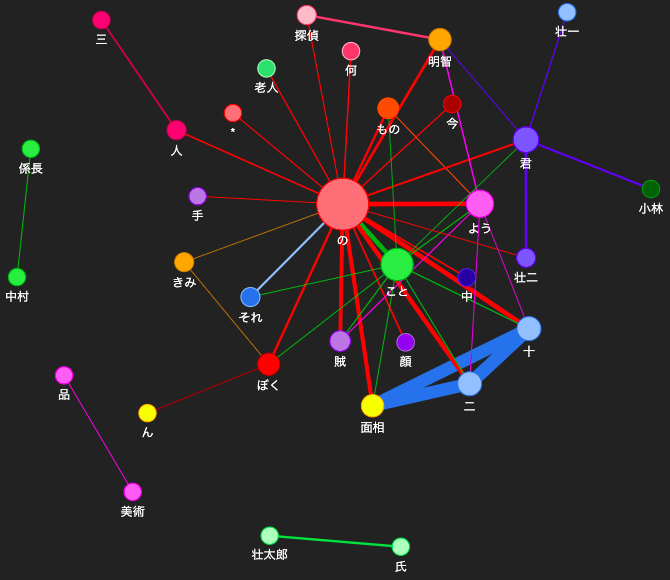 三
探偵
何
明智
壮一
老人
*
人
もの
今
君
係長
手
の
よう
小林
きみ
こと
それ
中
壮二
中村
賊
顔
十
ぼく
品
ん
面相
二
美術
壮太郎
氏